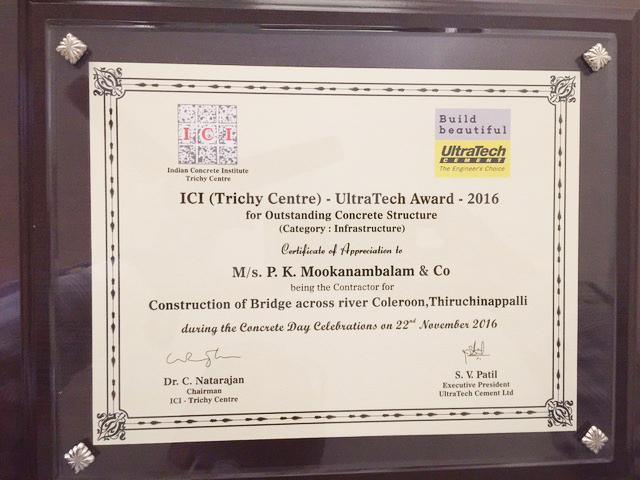 I C I
Indian Concrete Institute
Trichy Centre
Build
beautiful
UltraTech
CEMENT
The Engineer's Choice
ICI (Trichy Centre) - UltraTech Award - 2016
for Outstanding Concrete Structure
(Category : Infrastructure)
Certificate of Appreciation to
M/s. P. K. Mookanambalam & Co
being the Contractor for
Construction of Bridge across river Coleroon,Thiruchinappalli
during the Concrete Day Celebrations on 22nd November 2016
Dr. C. Natarajan
Chairman
ICI - Trichy Centre
S. V. Patil
Executive President
UltraTech Cement Ltd